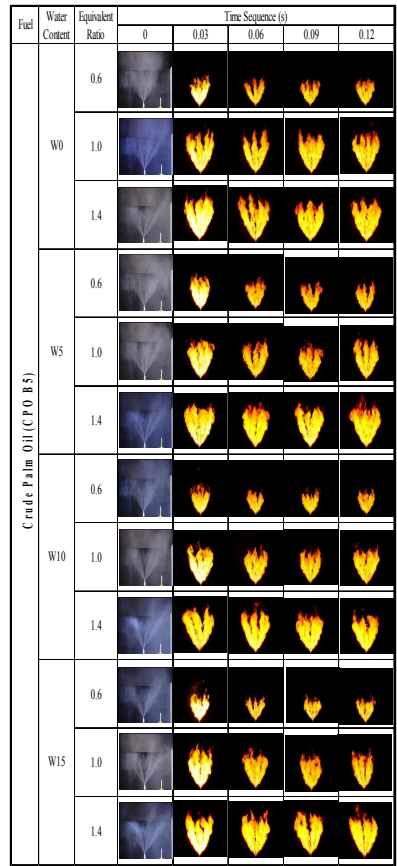 Fuel Water Content Equivalent Ratio Time Sequence (s)
0 0.03 0.06 0.09 0.12
Crude Palm Oil (CPO B5)
W0
0.6
1.0
1.4
W5
0.6
1.0
1.4
W10
0.6
1.0
1.4
W15
0.6
1.0
1.4